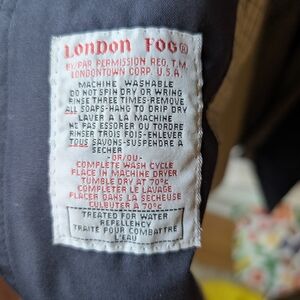 LONDON FOG®
BY/PAR PERMISSION REG. T.M.
LONDONTOWN CORP. U.S.A.
MACHINE WASHABLE
DO NOT SPIN DRY OR WRING
RINSE THREE TIMES-REMOVE
ALL SOAPS-HANG TO DRIP DRY
LAVER A LA MACHINE
NE PAS ESSORER OU TORDRE
RINSER TROIS FOIS-ENLEVER
TOUS SAVONS-SUSPENDRE A
SECHER
-OR/OU-
COMPLETE WASH CYCLE
PLACE IN MACHINE DRYER
TUMBLE DRY AT 70°C
COMPLETER LE LAVAGE
PLACER DANS LA SECHEUSE
CULBUTER A 70°C
TREATED FOR WATER
REPELLENCY
TRAITÉ POUR COMBATTRE
L'EAU